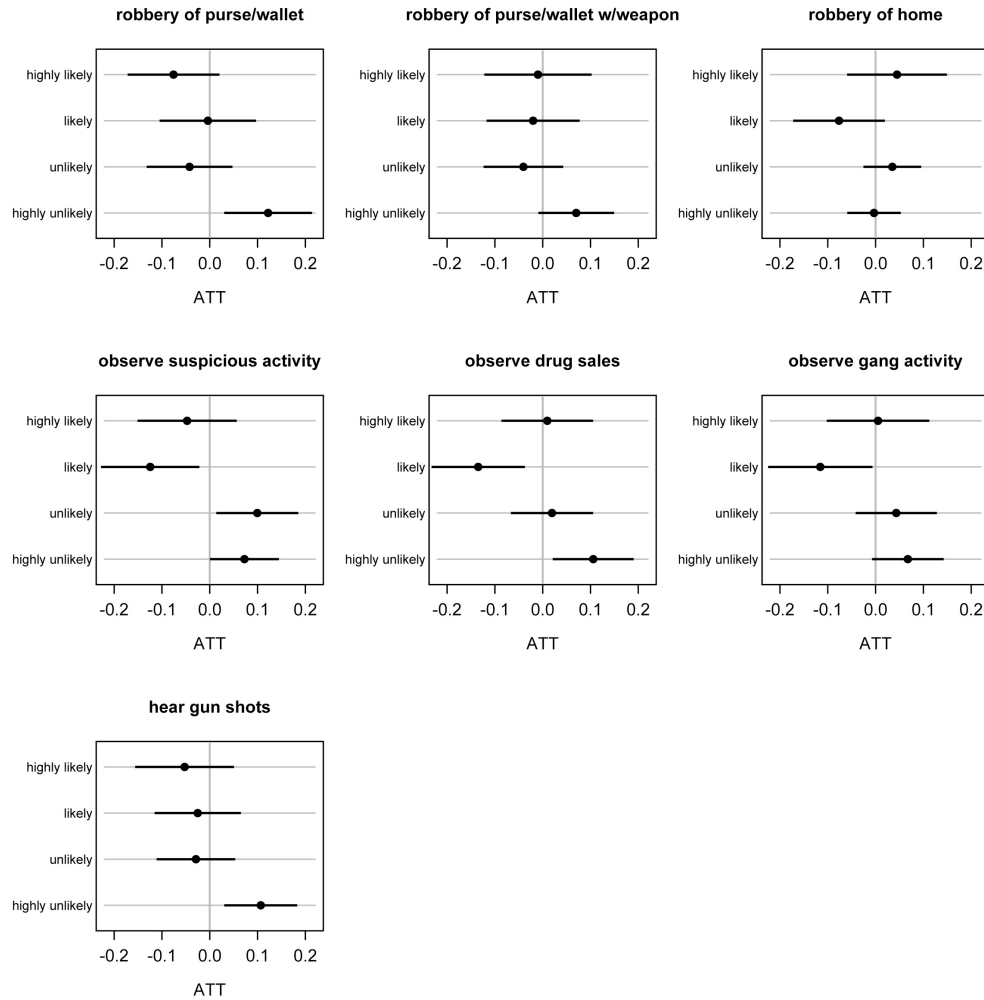 robbery of purse/wallet
robbery of purse/wallet w/weapon
robbery of home
highly likely
likely
unlikely
highly unlikely
-0.2 -0.1 0.0 0.1 0.2
ATT
highly likely
likely
unlikely
highly unlikely
-0.2 -0.1 0.0 0.1 0.2
ATT
highly likely
likely
unlikely
highly unlikely
-0.2 -0.1 0.0 0.1 0.2
ATT
observe suspicious activity
observe drug sales
observe gang activity
highly likely
likely
unlikely
highly unlikely
-0.2 -0.1 0.0 0.1 0.2
ATT
highly likely
likely
unlikely
highly unlikely
-0.2 -0.1 0.0 0.1 0.2
ATT
highly likely
likely
unlikely
highly unlikely
-0.2 -0.1 0.0 0.1 0.2
ATT
hear gun shots
highly likely
likely
unlikely
highly unlikely
-0.2 -0.1 0.0 0.1 0.2
ATT